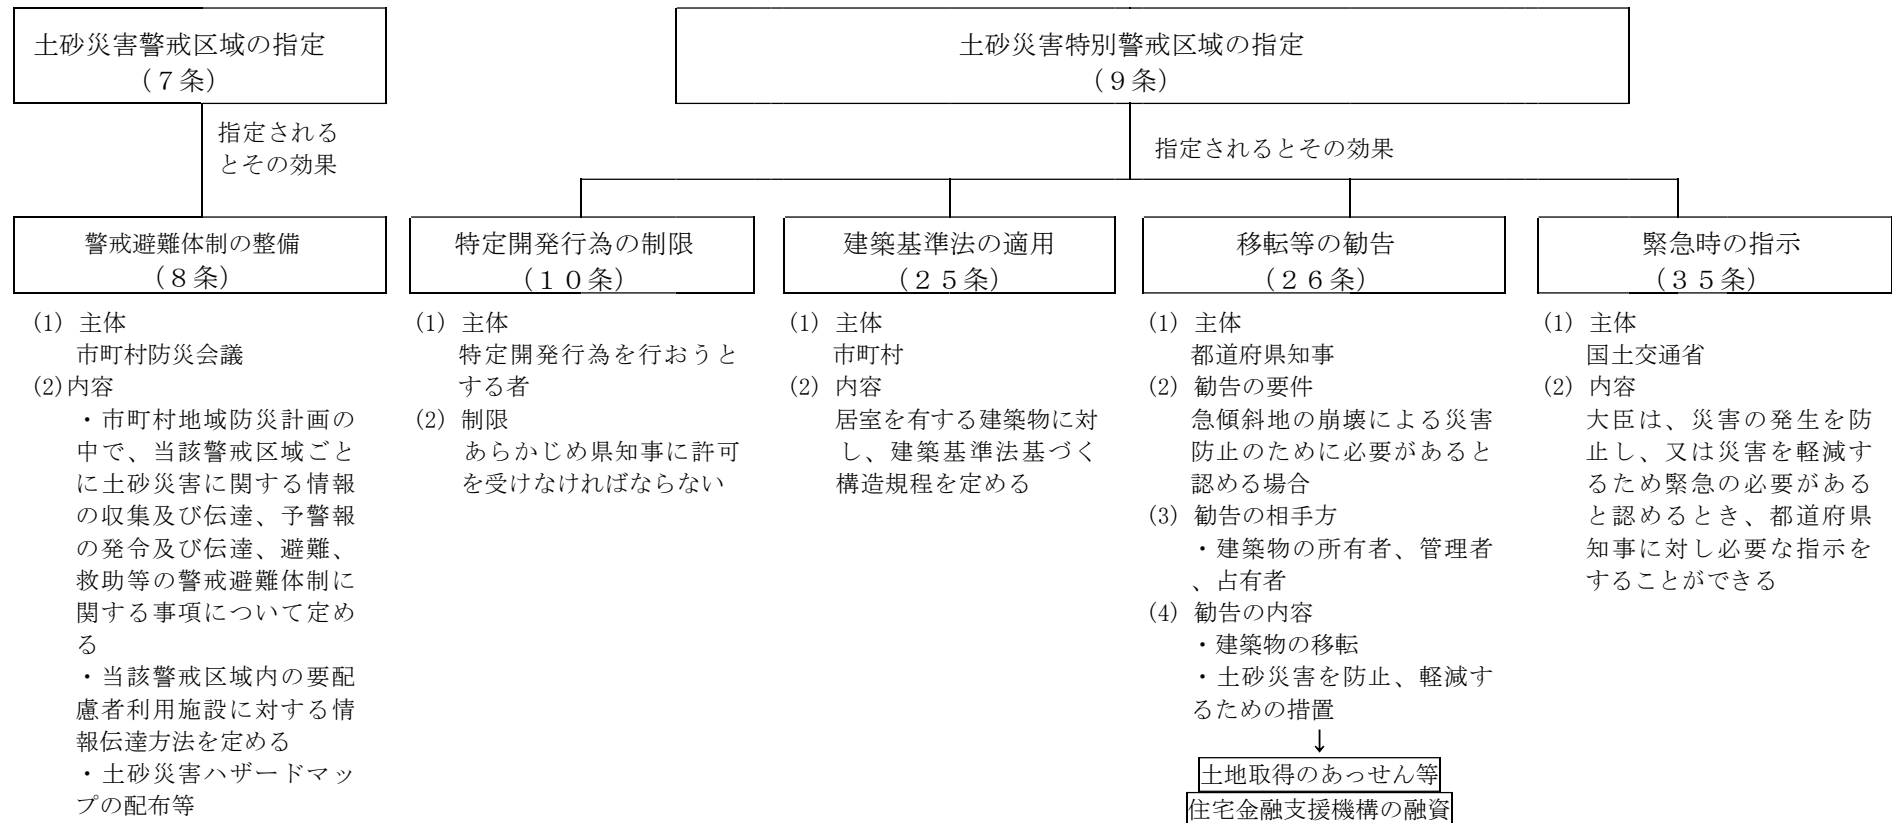 土砂災害警戒区域の指定
(7条)
土砂災害特別警戒区域の指定
(9条)
指定される
とその効果
指定されるとその効果
警戒避難体制の整備
(8条)
(1) 主体
市町村防災会議
(2)内容
・市町村地域防災計画の
中で、当該警戒区域ごと
に土砂災害に関する情報
の収集及び伝達、予警報
の発令及び伝達、避難、
救助等の警戒避難体制に
関する事項について定め
る
・当該警戒区域内の要配
慮者利用施設に対する情
報伝達方法を定める
・土砂災害ハザードマッ
プの配布等
特定開発行為の制限
(10条)
(1) 主体
特定開発行為を行おうと
する者
(2) 制限
あらかじめ県知事に許可
を受けなければならない
建築基準法の適用
(25条)
(1) 主体
市町村
(2) 内容
居室を有する建築物に対
し、建築基準法基づく
構造規程を定める
移転等の勧告
(26条)
(1) 主体
都道府県知事
(2) 勧告の要件
急傾斜地の崩壊による災害
防止のために必要があると
認める場合
(3) 勧告の相手方
・建築物の所有者、管理者
、占有者
(4) 勧告の内容
・建築物の移転
・土砂災害を防止、軽減す
るための措置
↓
土地取得のあっせん等
住宅金融支援機構の融資
緊急時の指示
(35条)
(1) 主体
国土交通省
(2) 内容
大臣は、災害の発生を防
止し、又は災害を軽減す
るため緊急の必要がある
と認めるとき、都道府県
知事に対し必要な指示を
することができる